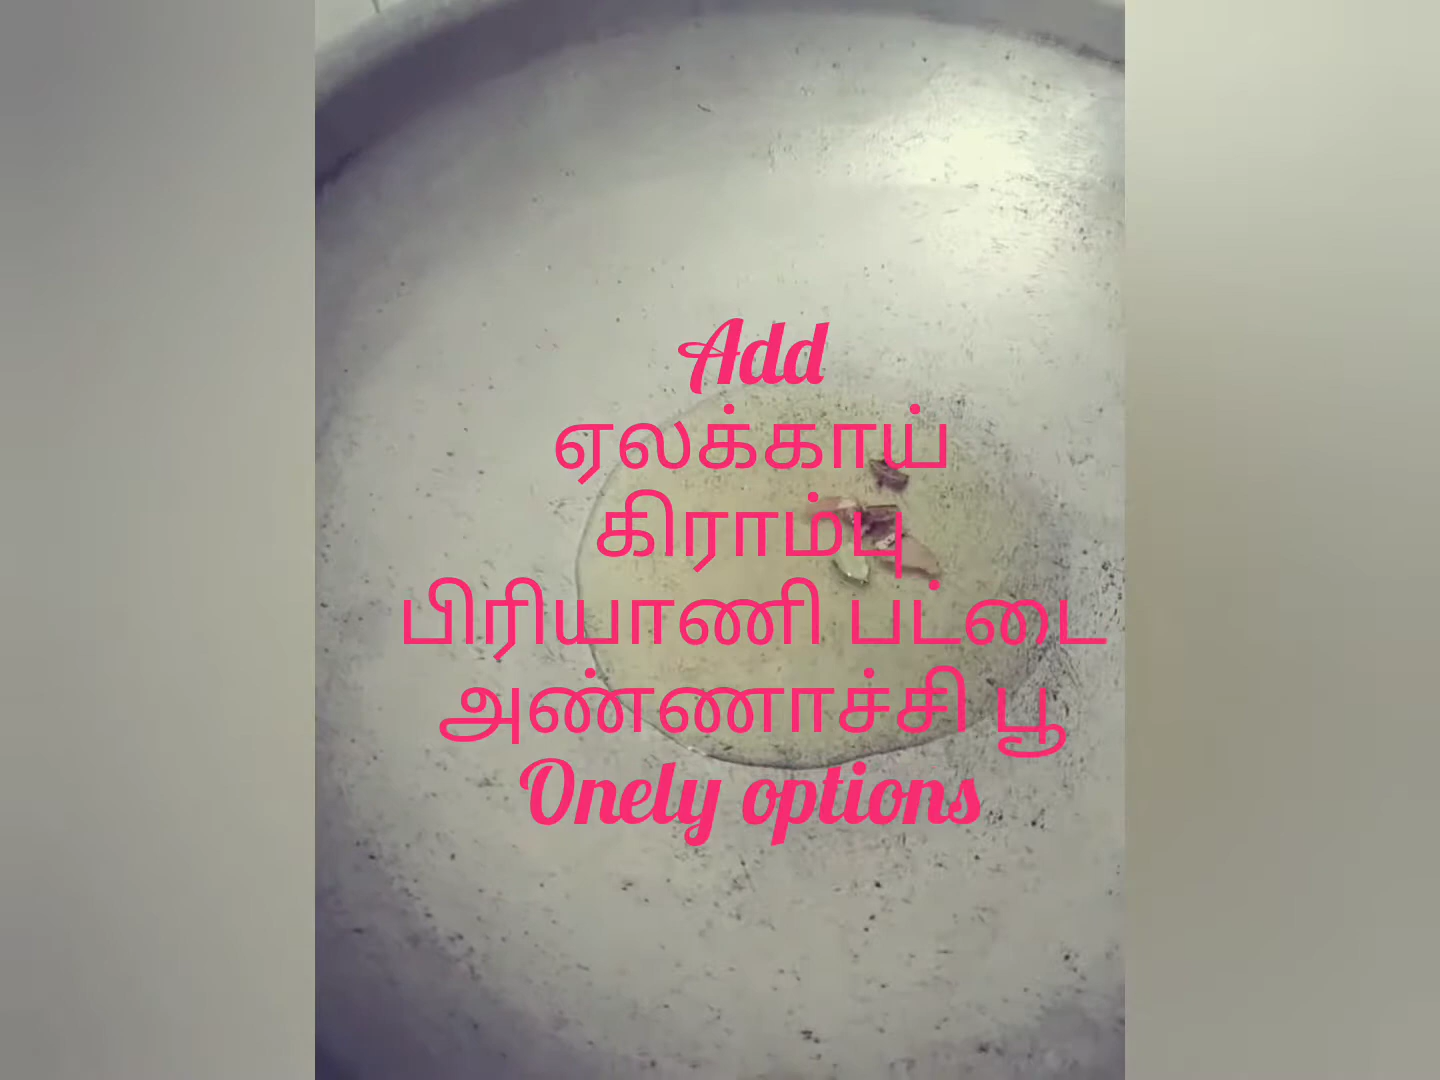 Add
ஏலக்காய்
கிராம்பு
பிரியாணி பட்டை
அண்ணாச்சி பூ
Onely options